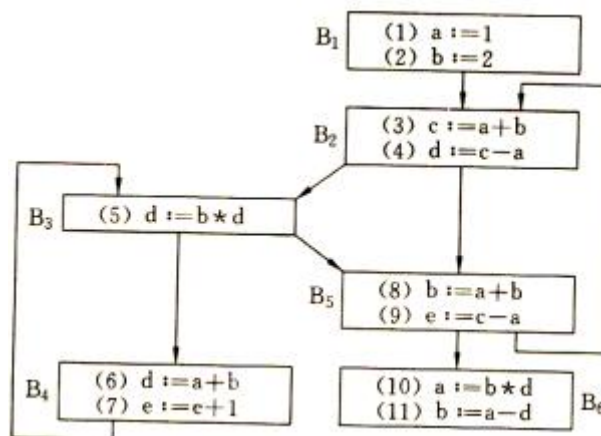 B₁
(1) a:=1
(2) b:=2
B₂
(3) c:=a+b
(4) d:=c-a
B₃
(5) d:=b*d
B₅
(8) b:=a+b
(9) e:=c-a
B₄
(6) d:=a+b
(7) e:=e+1
(10) a:=b*d
(11) b:=a-d
B₆